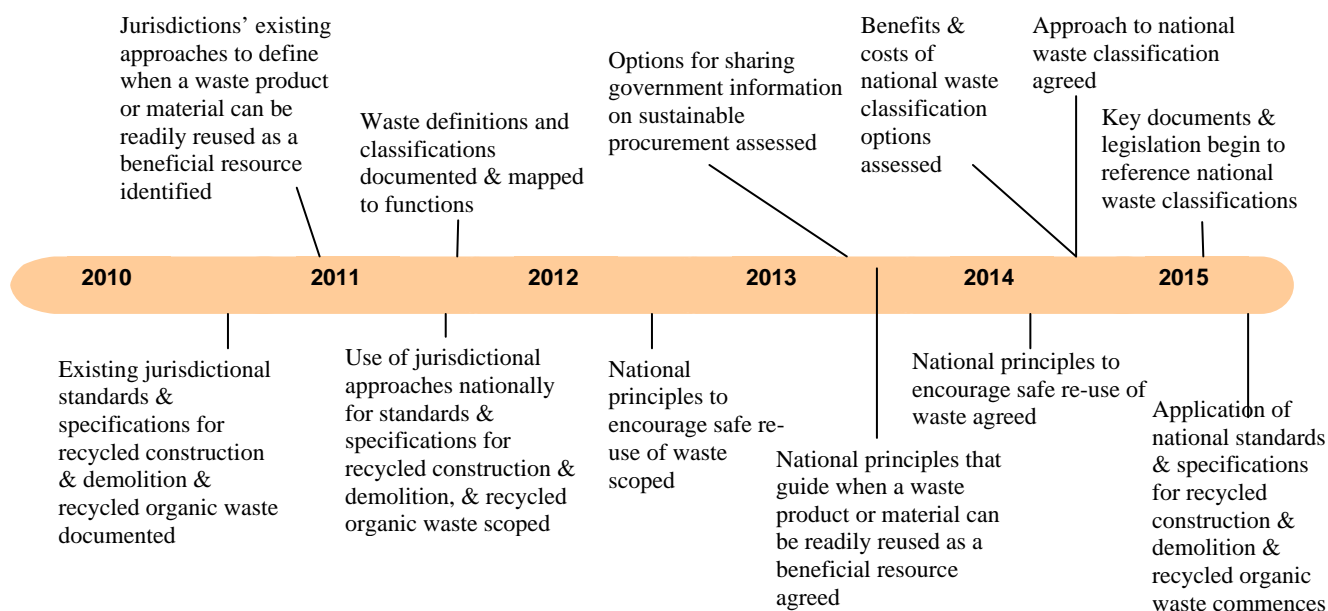 Jurisdictions’ existing
approaches to define
when a waste product
or material can be
readily reused as a
beneficial resource
identified
Waste definitions and
classifications
documented & mapped
to functions
Options for sharing
government information
on sustainable
procurement assessed
Benefits &
costs of
national waste
classification
options
assessed
Approach to national
waste classification
agreed
Key documents &
legislation begin to
reference national
waste classifications
2010
2011
2012
2013
2014
2015
Existing jurisdictional
standards &
specifications for
recycled construction
& demolition &
recycled organic waste
documented
Use of jurisdictional
approaches nationally
for standards &
specifications for
recycled construction &
demolition, & recycled
organic waste scoped
National
principles to
encourage safe re-
use of waste
scoped
National principles that
guide when a waste
product or material can
be readily reused as a
beneficial resource
agreed
National principles to
encourage safe re-use of
waste agreed
Application of
national standards
& specifications
for recycled
construction &
demolition &
recycled organic
waste commences